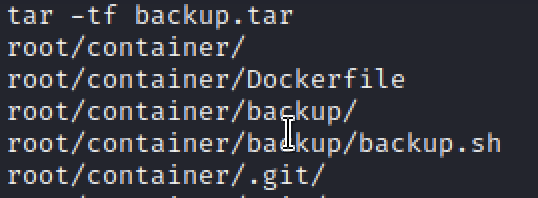 tar -tf backup.tar
root/container/
root/container/Dockerfile
root/container/backup/
root/container/backup/backup.sh
root/container/.git/